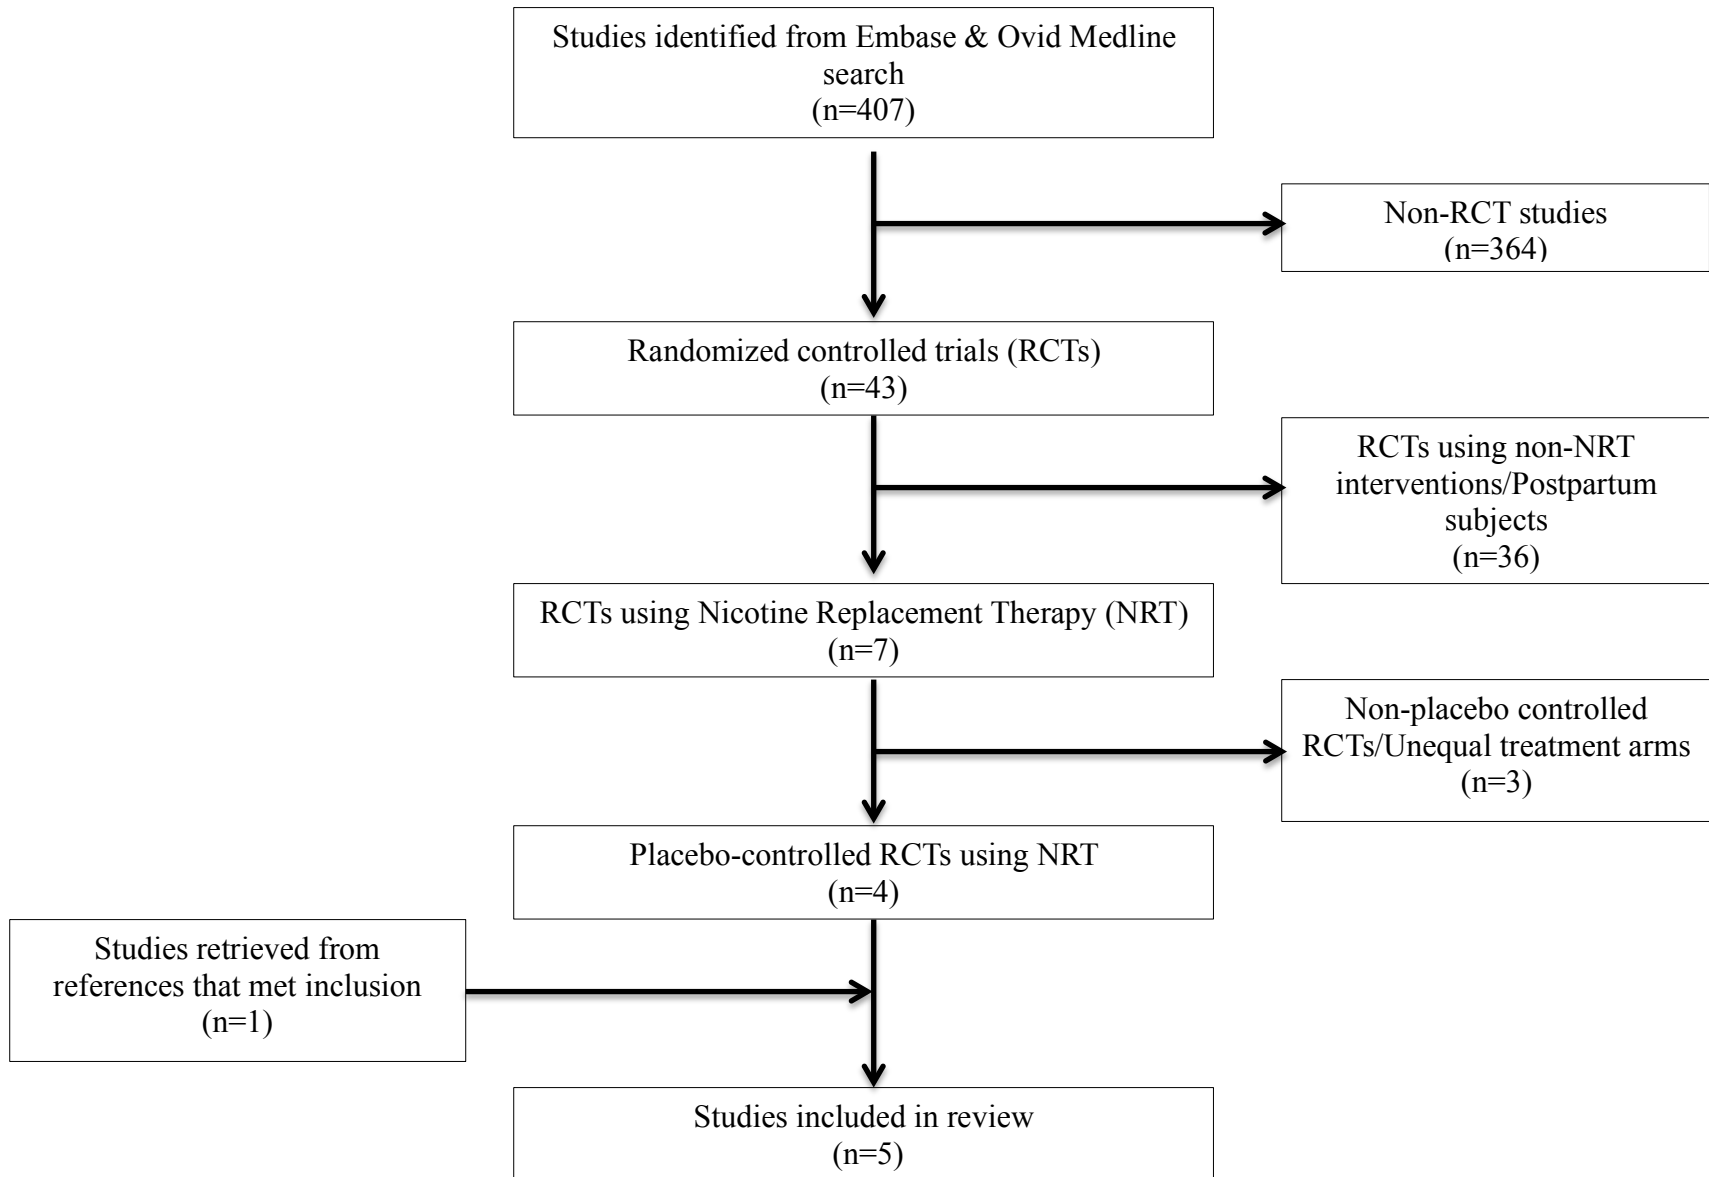 Studies identified from Embase & Ovid Medline
search
(n=407)
Non-RCT studies
(n=364)
Randomized controlled trials (RCTs)
(n=43)
RCTs using non-NRT
interventions/Postpartum
subjects
(n=36)
RCTs using Nicotine Replacement Therapy (NRT)
(n=7)
Non-placebo controlled
RCTs/Unequal treatment arms
(n=3)
Placebo-controlled RCTs using NRT
(n=4)
Studies retrieved from
references that met inclusion
(n=1)
Studies included in review
(n=5)